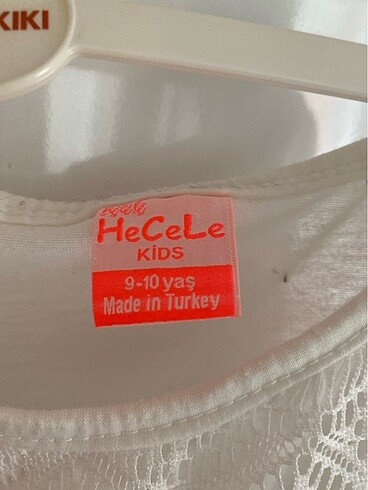 KIKI
HeCeLe
KiDS
9-10 yaş
Made in Turkey